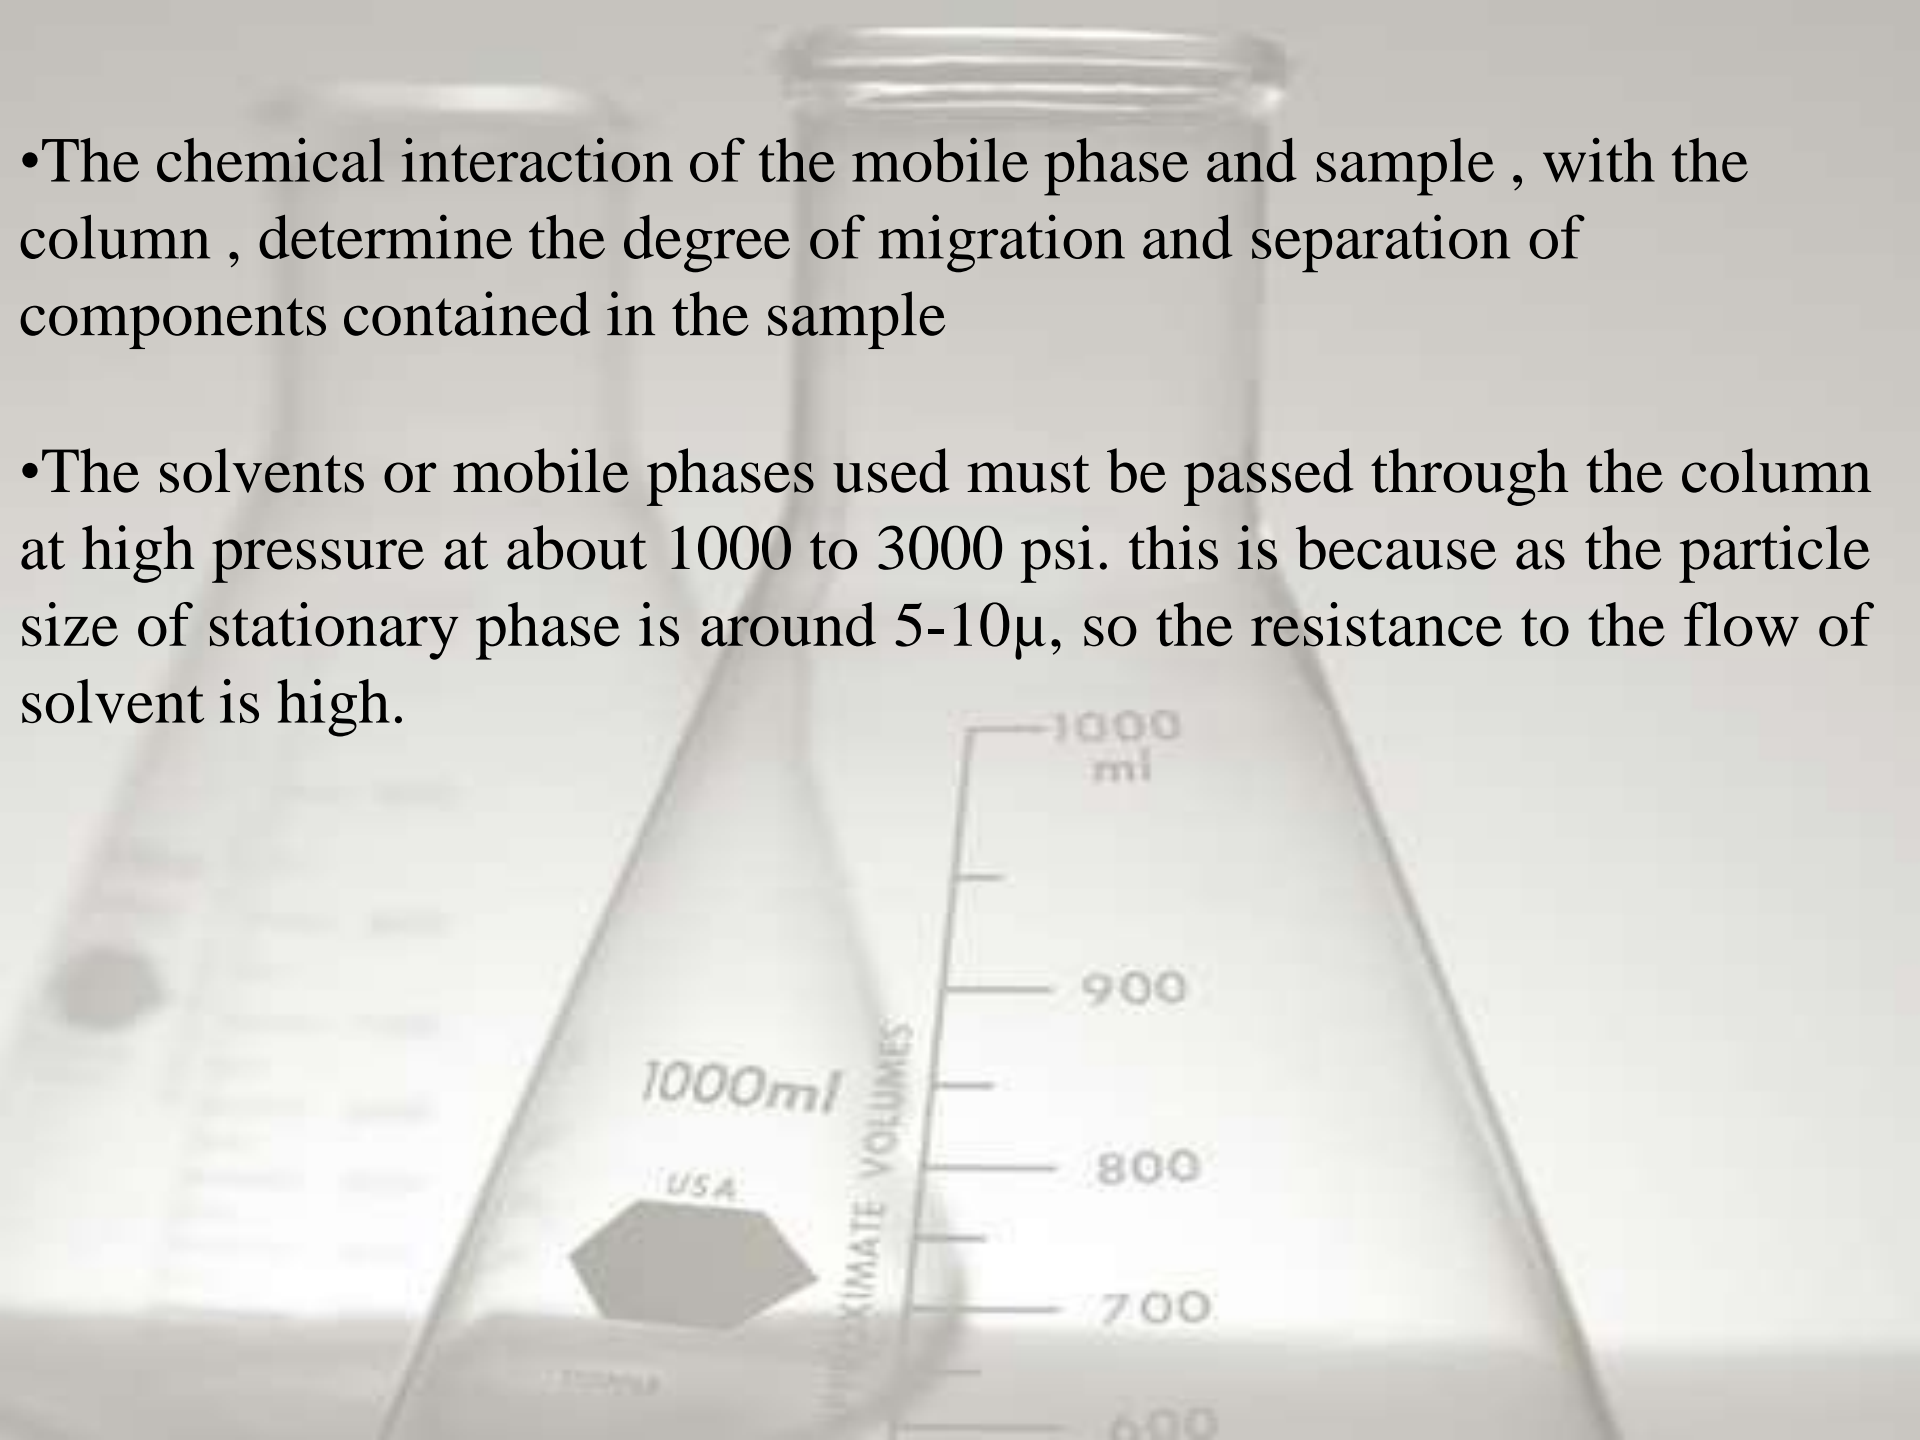 •The chemical interaction of the mobile phase and sample , with the
column , determine the degree of migration and separation of
components contained in the sample
•The solvents or mobile phases used must be passed through the column
at high pressure at about 1000 to 3000 psi. this is because as the particle
size of stationary phase is around 5-10μ, so the resistance to the flow of
solvent is high.
1000
ml
900
1000ml
VOLUMES
800
USA
700
600